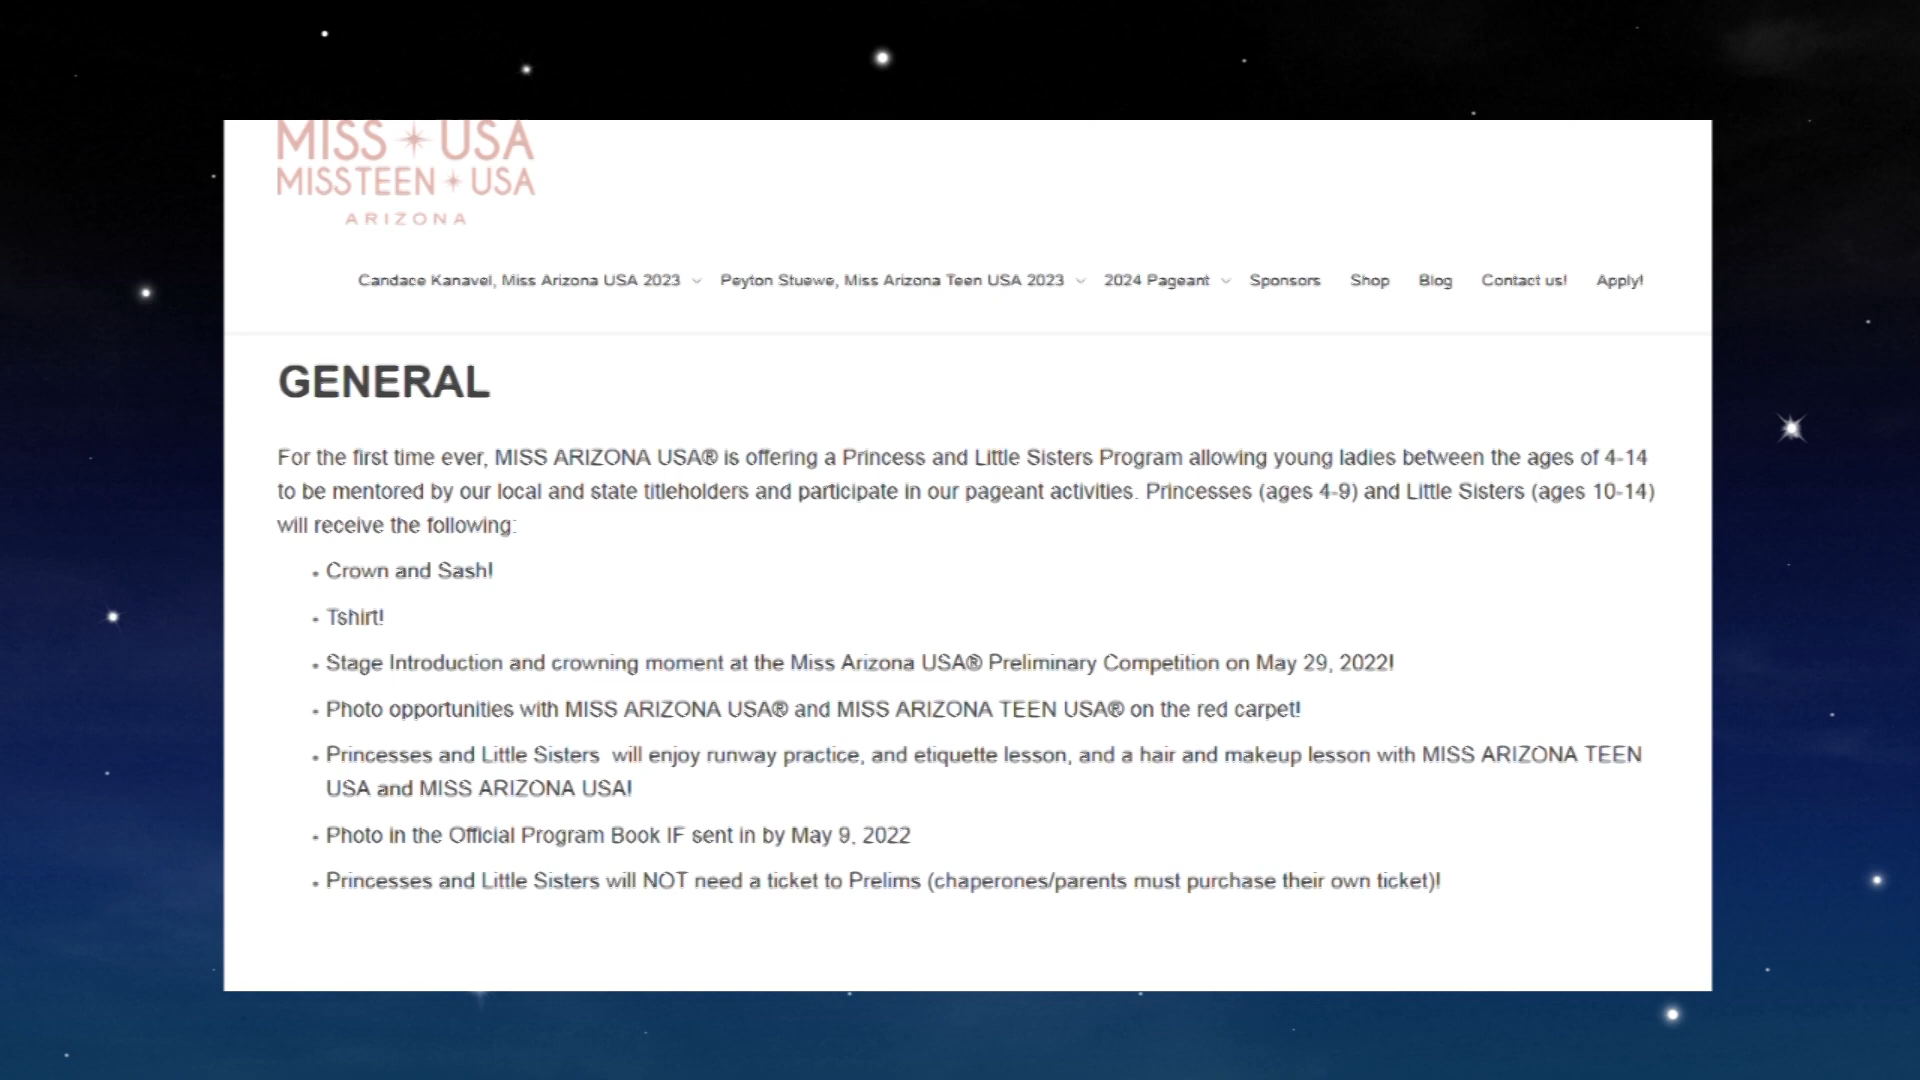 MISS USA
MISS TEEN USA
ARIZONA
Candace Kanavel, Miss Arizona USA 2023 Peyton Stuewe, Miss Arizona Teen USA 2023 2024 Pageant Sponsors Shop Blog Contact us! Apply!
GENERAL
For the first time ever, MISS ARIZONA USA® is offering a Princess and Little Sisters Program allowing young ladies between the ages of 4-14
to be mentored by our local and state titleholders and participate in our pageant activities. Princesses (ages 4-9) and Little Sisters (ages 10-14)
will receive the following:
• Crown and Sash!
• Tshirt!
• Stage Introduction and crowning moment at the Miss Arizona USA® Preliminary Competition on May 29, 2022!
• Photo opportunities with MISS ARIZONA USA® and MISS ARIZONA TEEN USA® on the red carpet!
• Princesses and Little Sisters will enjoy runway practice, and etiquette lesson, and a hair and makeup lesson with MISS ARIZONA TEEN
USA and MISS ARIZONA USA!
• Photo in the Official Program Book IF sent in by May 9, 2022
• Princesses and Little Sisters will NOT need a ticket to Prelims (chaperones/parents must purchase their own ticket)!